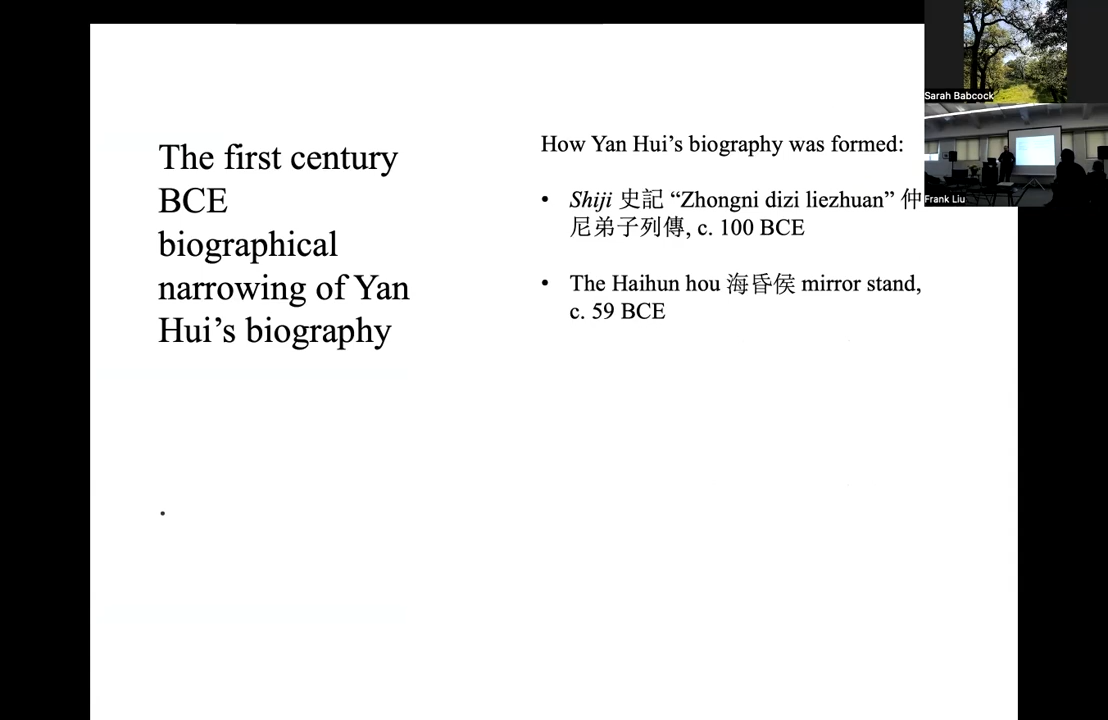 The first century
BCE
biographical
narrowing of Yan
Hui’s biography
.
How Yan Hui’s biography was formed:
• Shiji 史記 “Zhongni dizi liezhuan” 仲
尼弟子列傳, c. 100 BCE
• The Haihun hou 海昏侯 mirror stand,
c. 59 BCE
Sarah Babcock
Frank Liu